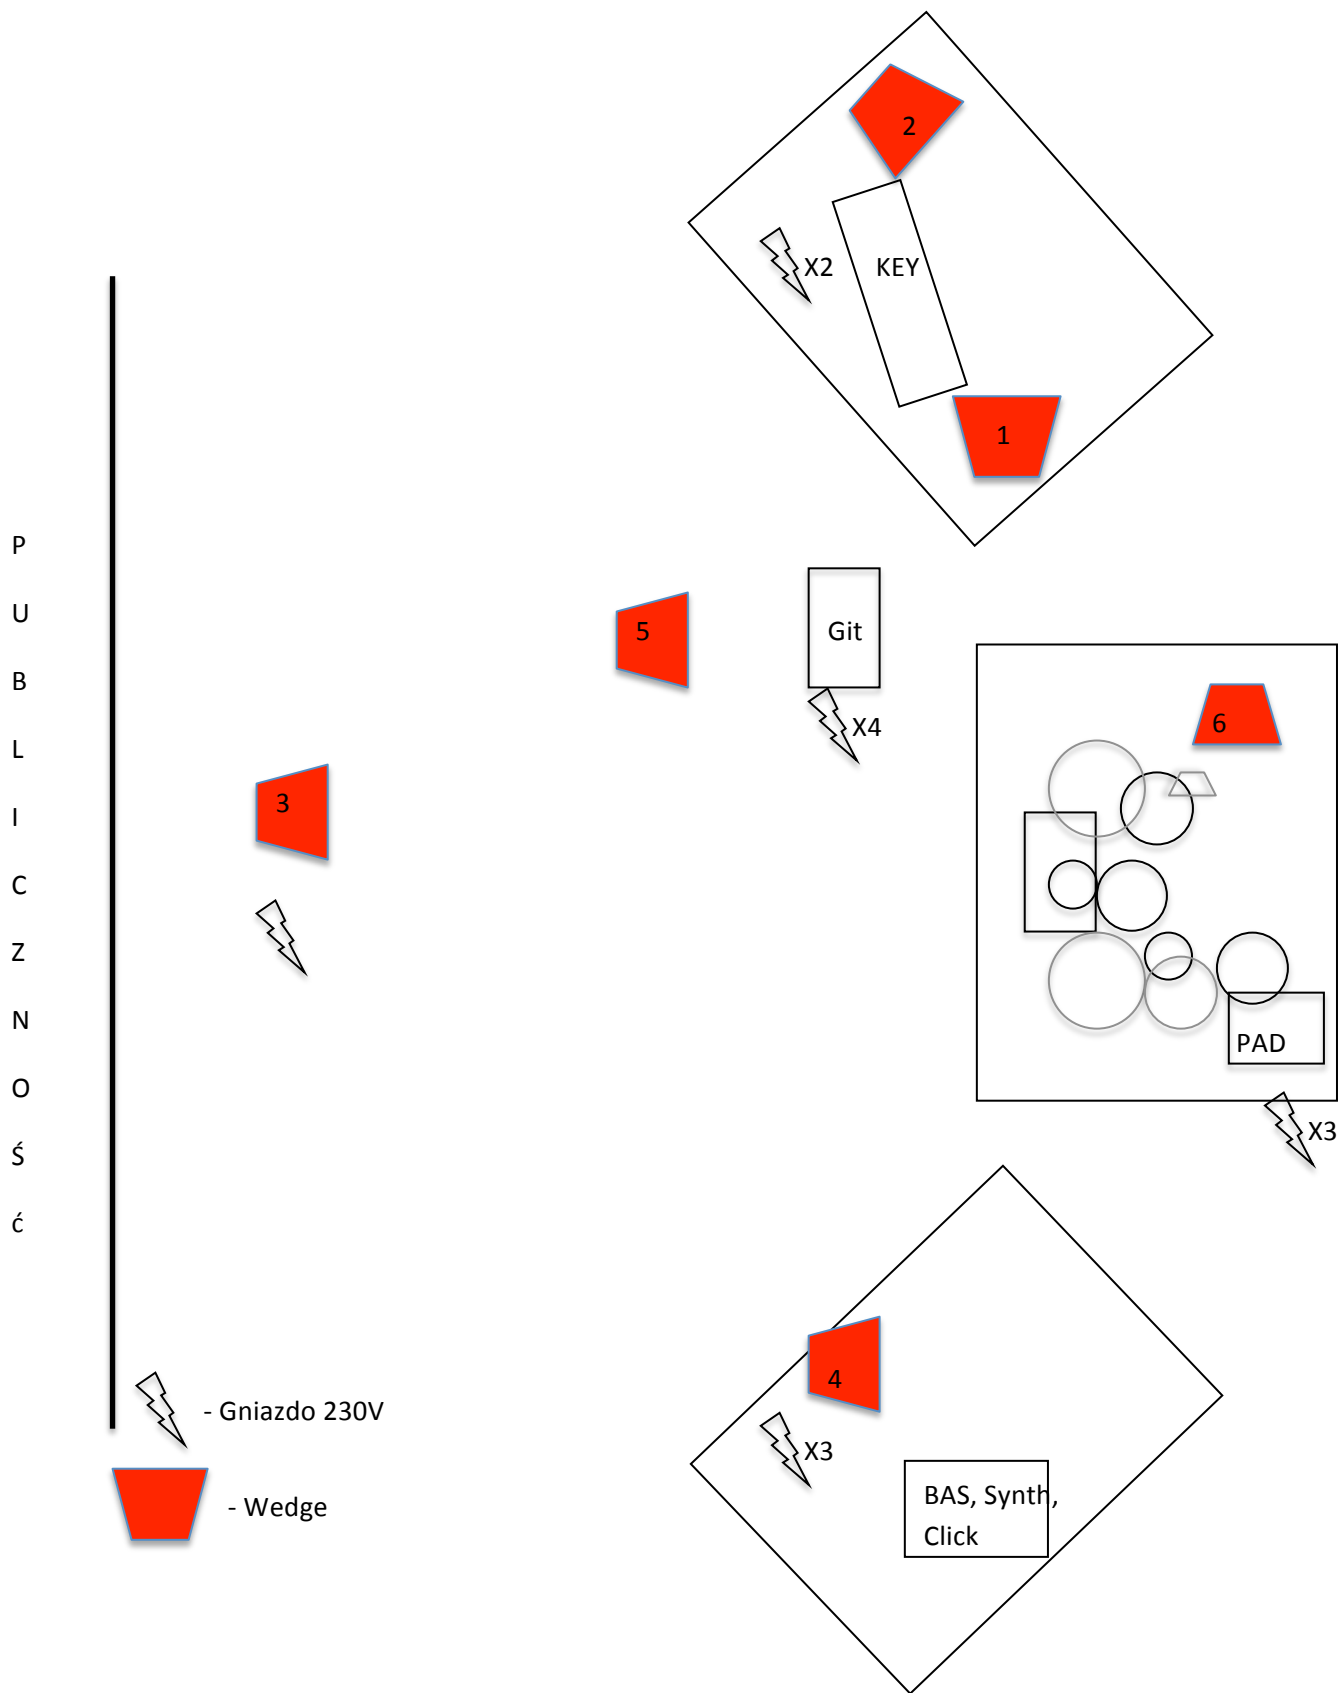 2
X2
KEY
1
P
U
B
L
I
C
Z
N
O
Ś
ć
5
Git
X4
6
3
PAD
X3
4
X3
BAS, Synth,
Click
- Gniazdo 230V
- Wedge